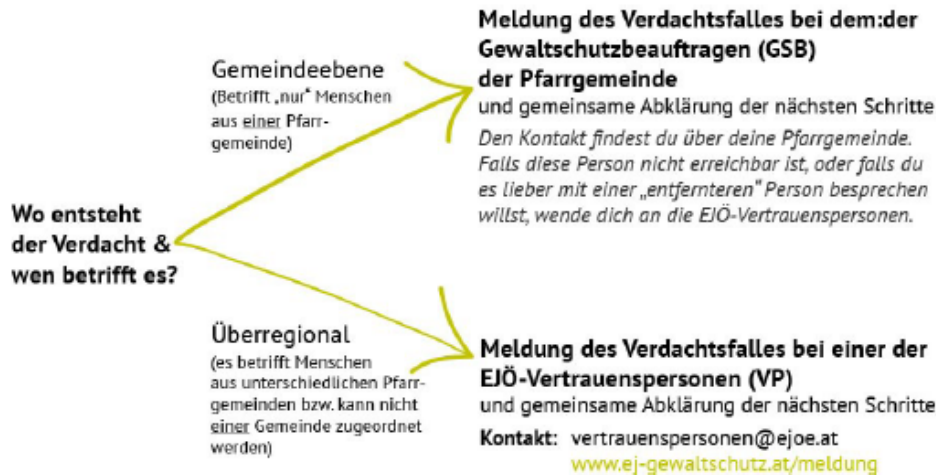 Wo entsteht
der Verdacht &
wen betrifft es?
Gemeindeebene
(Betrifft „nur“ Menschen
aus einer Pfarr-
gemeinde)
Meldung des Verdachtsfalles bei dem:der
Gewaltschutzbeauftragen (GSB)
der Pfarrgemeinde
und gemeinsame Abklärung der nächsten Schritte
Den Kontakt findest du über deine Pfarrgemeinde.
Falls diese Person nicht erreichbar ist, oder falls du
es lieber mit einer „entfernteren“ Person besprechen
willst, wende dich an die EJÖ-Vertrauenspersonen.
Überregional
(es betrifft Menschen
aus unterschiedlichen Pfarr-
gemeinden bzw. kann nicht
einer Gemeinde zugeordnet
werden)
Meldung des Verdachtsfalles bei einer der
EJÖ-Vertrauenspersonen (VP)
und gemeinsame Abklärung der nächsten Schritte
Kontakt: vertrauenspersonen@ejoe.at
www.ej-gewaltschutz.at/meldung